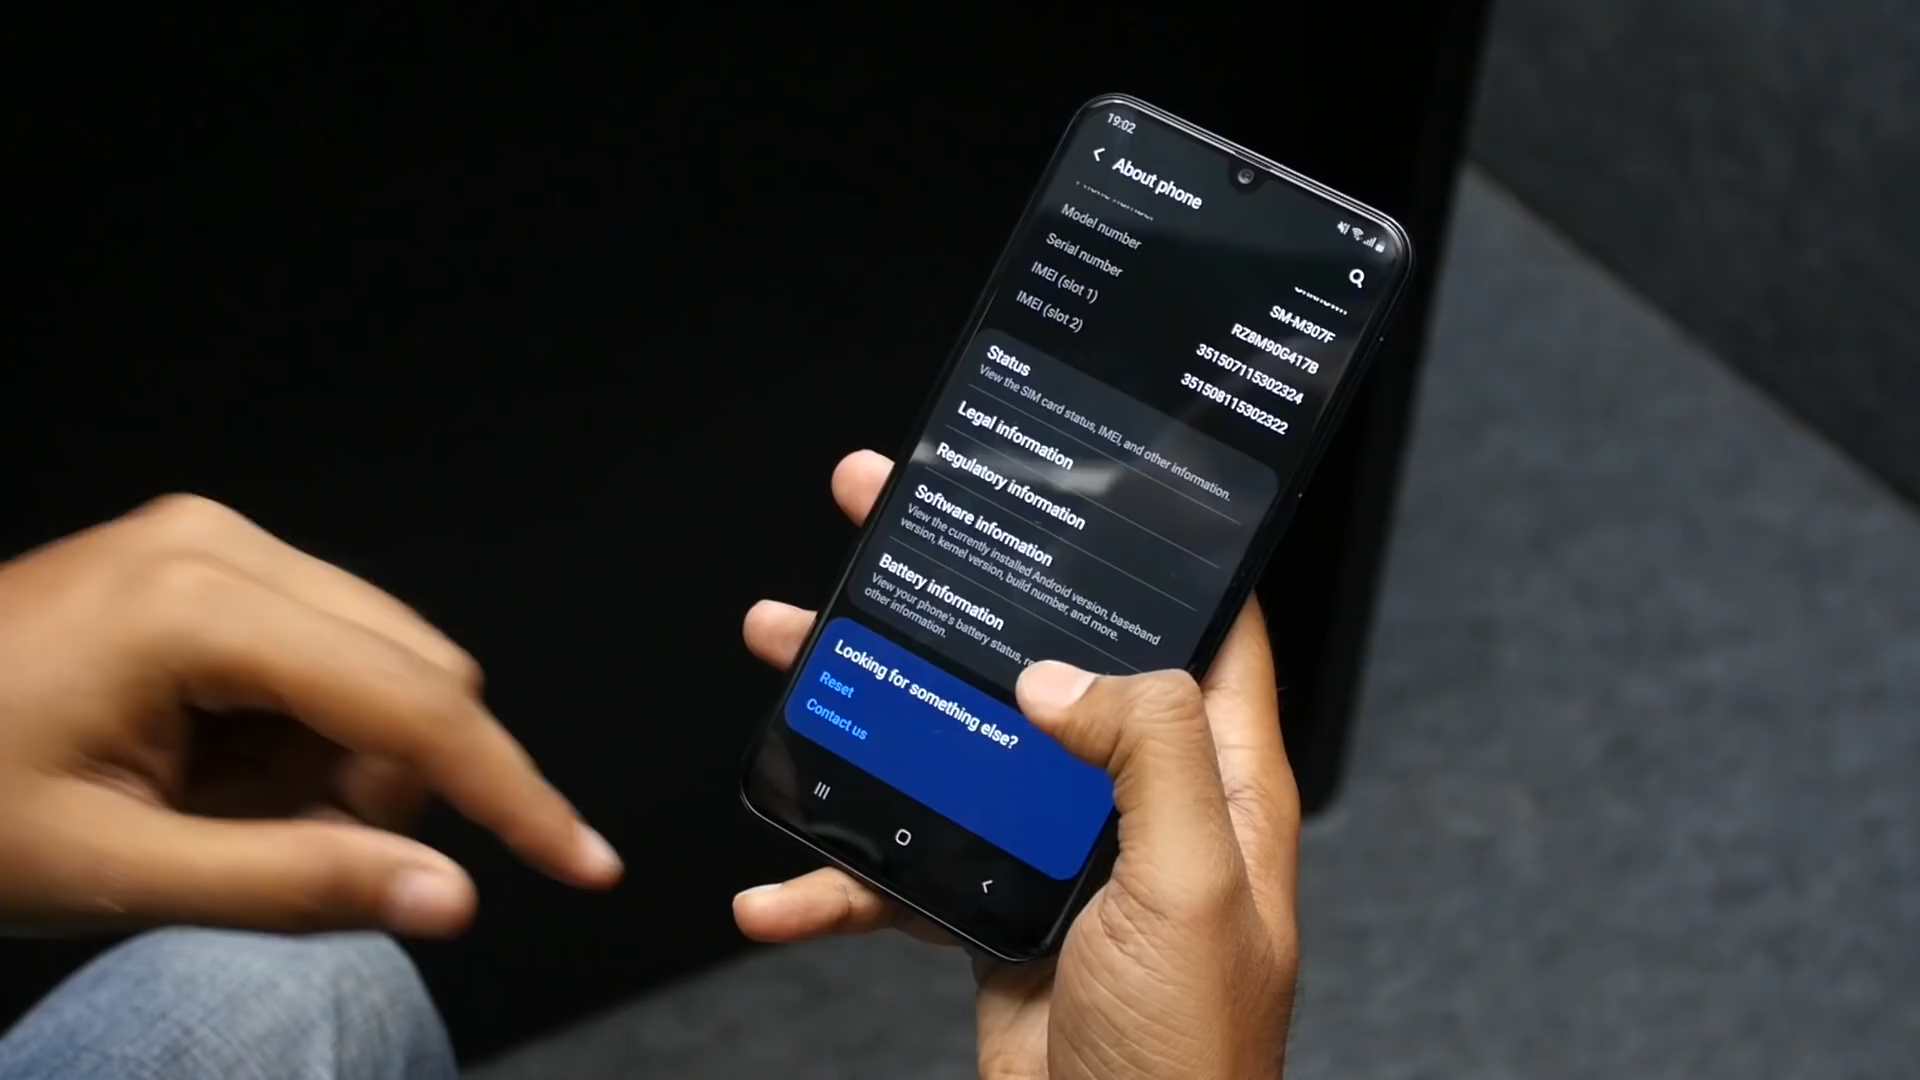 19:02
About phone
Model number
SM-M307F
Serial number
RZ8M90G417B
IMEI (slot 1)
351507115302324
IMEI (slot 2)
351508115302322
Status
View the SIM card status, IMEI, and other information.
Legal information
Regulatory information
Software information
View the currently installed Android version, baseband
version, kernel version, build number, and more.
Battery information
View your phone's battery status,
other information.
Looking for something else?
Reset
Contact us